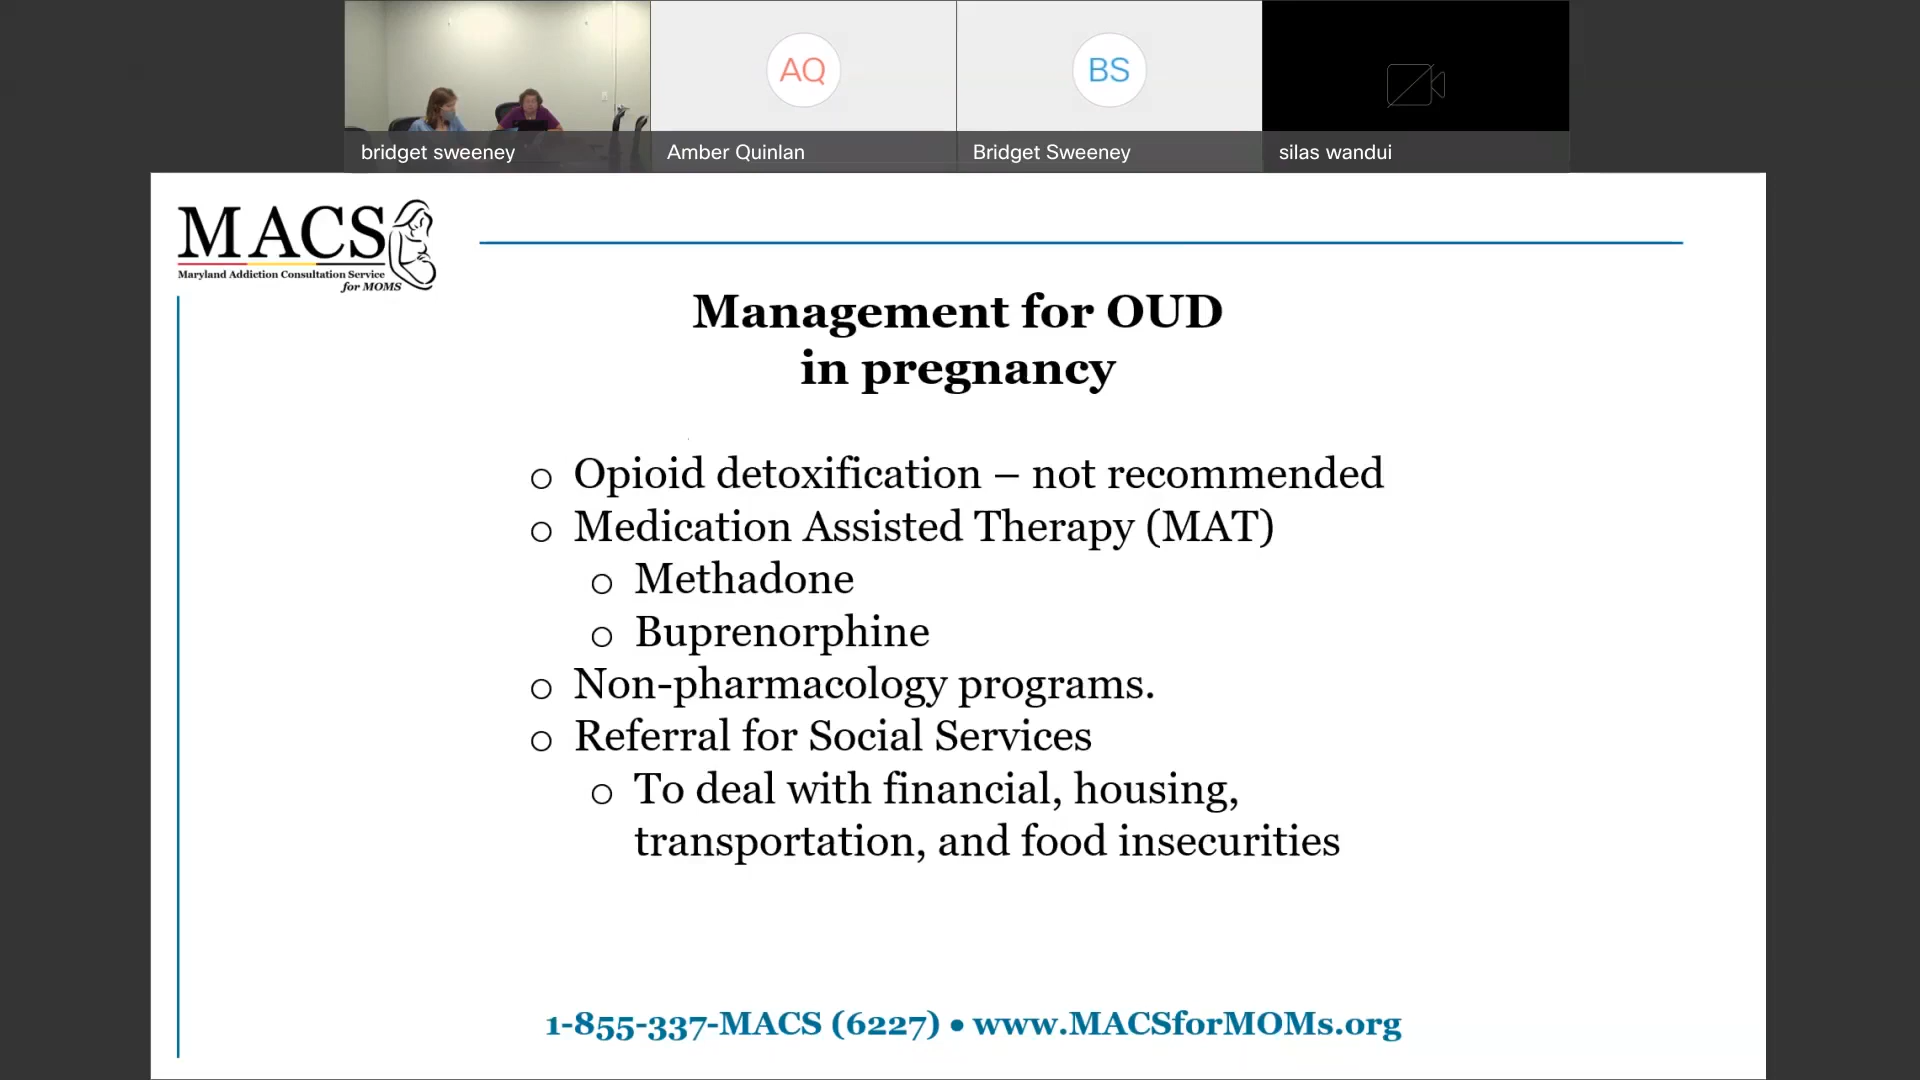 AQ
BS
bridget sweeney
Amber Quinlan
Bridget Sweeney
silas wandui
MACS
Maryland Addiction Consultation Service
for MOMS
Management for OUD
in pregnancy
Opioid detoxification – not recommended
Medication Assisted Therapy (MAT)
Methadone
Buprenorphine
Non-pharmacology programs.
Referral for Social Services
To deal with financial, housing,
transportation, and food insecurities
1-855-337-MACS (6227) • www.MACSforMOMs.org